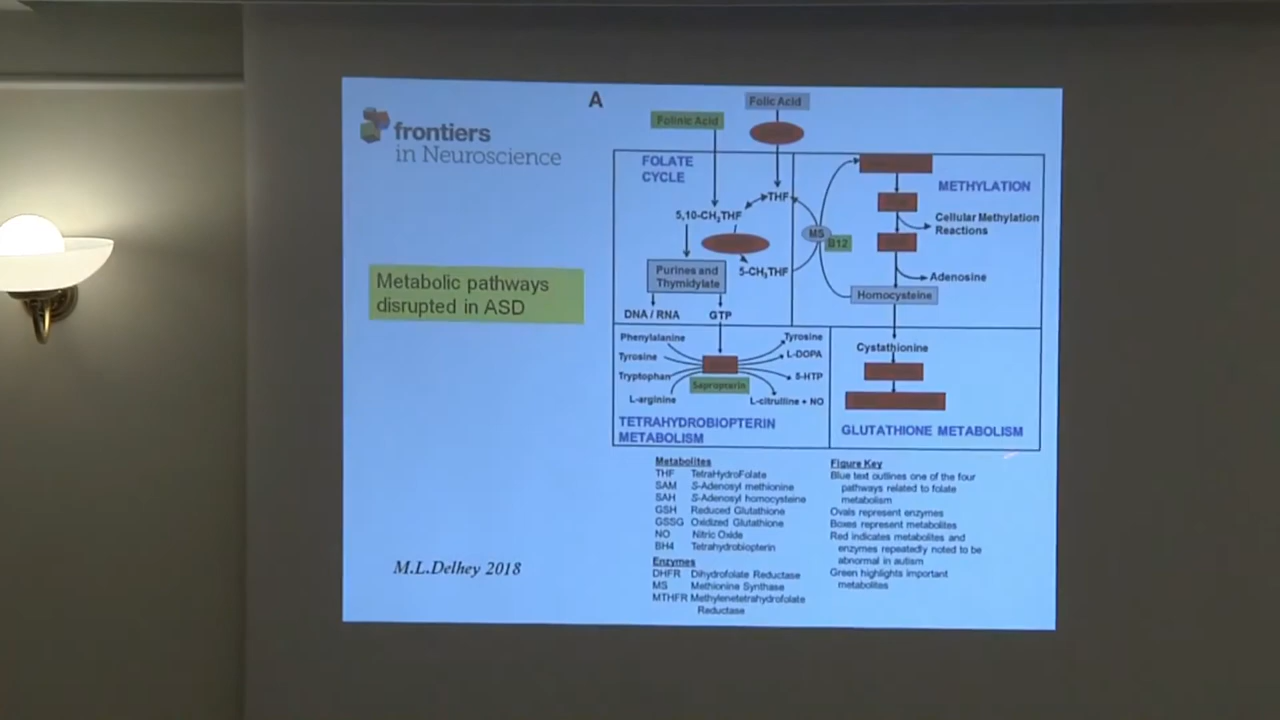 frontiers
in Neuroscience
Metabolic pathways
disrupted in ASD
M.L.Delhey 2018
A
Folinic Acid
Folic Acid
FOLATE
CYCLE
THF
5,10-CH₂THF
5-CH₃THF
Purines and
Thymidylate
DNA / RNA
GTP
MS
B12
METHYLATION
Cellular Methylation
Reactions
Adenosine
Homocysteine
Phenylalanine
Tyrosine
Tryptophan
L-arginine
Sapropterin
Tyrosine
L-DOPA
5-HTP
L-citrulline + NO
TETRAHYDROBIOPTERIN
METABOLISM
Cystathionine
GLUTATHIONE METABOLISM
Metabolites
THF TetraHydroFolate
SAM S-Adenosyl methionine
SAH S-Adenosyl homocysteine
GSH Reduced Glutathione
GSSG Oxidized Glutathione
NO Nitric Oxide
BH4 Tetrahydrobiopterin
Enzymes
DHFR Dihydrofolate Reductase
MS Methionine Synthase
MTHFR Methylenetetrahydrofolate
Reductase
Figure Key
Blue text outlines one of the four
pathways related to folate
metabolism
Ovals represent enzymes
Boxes represent metabolites
Red indicates metabolites and
enzymes repeatedly noted to be
abnormal in autism
Green highlights important
metabolites